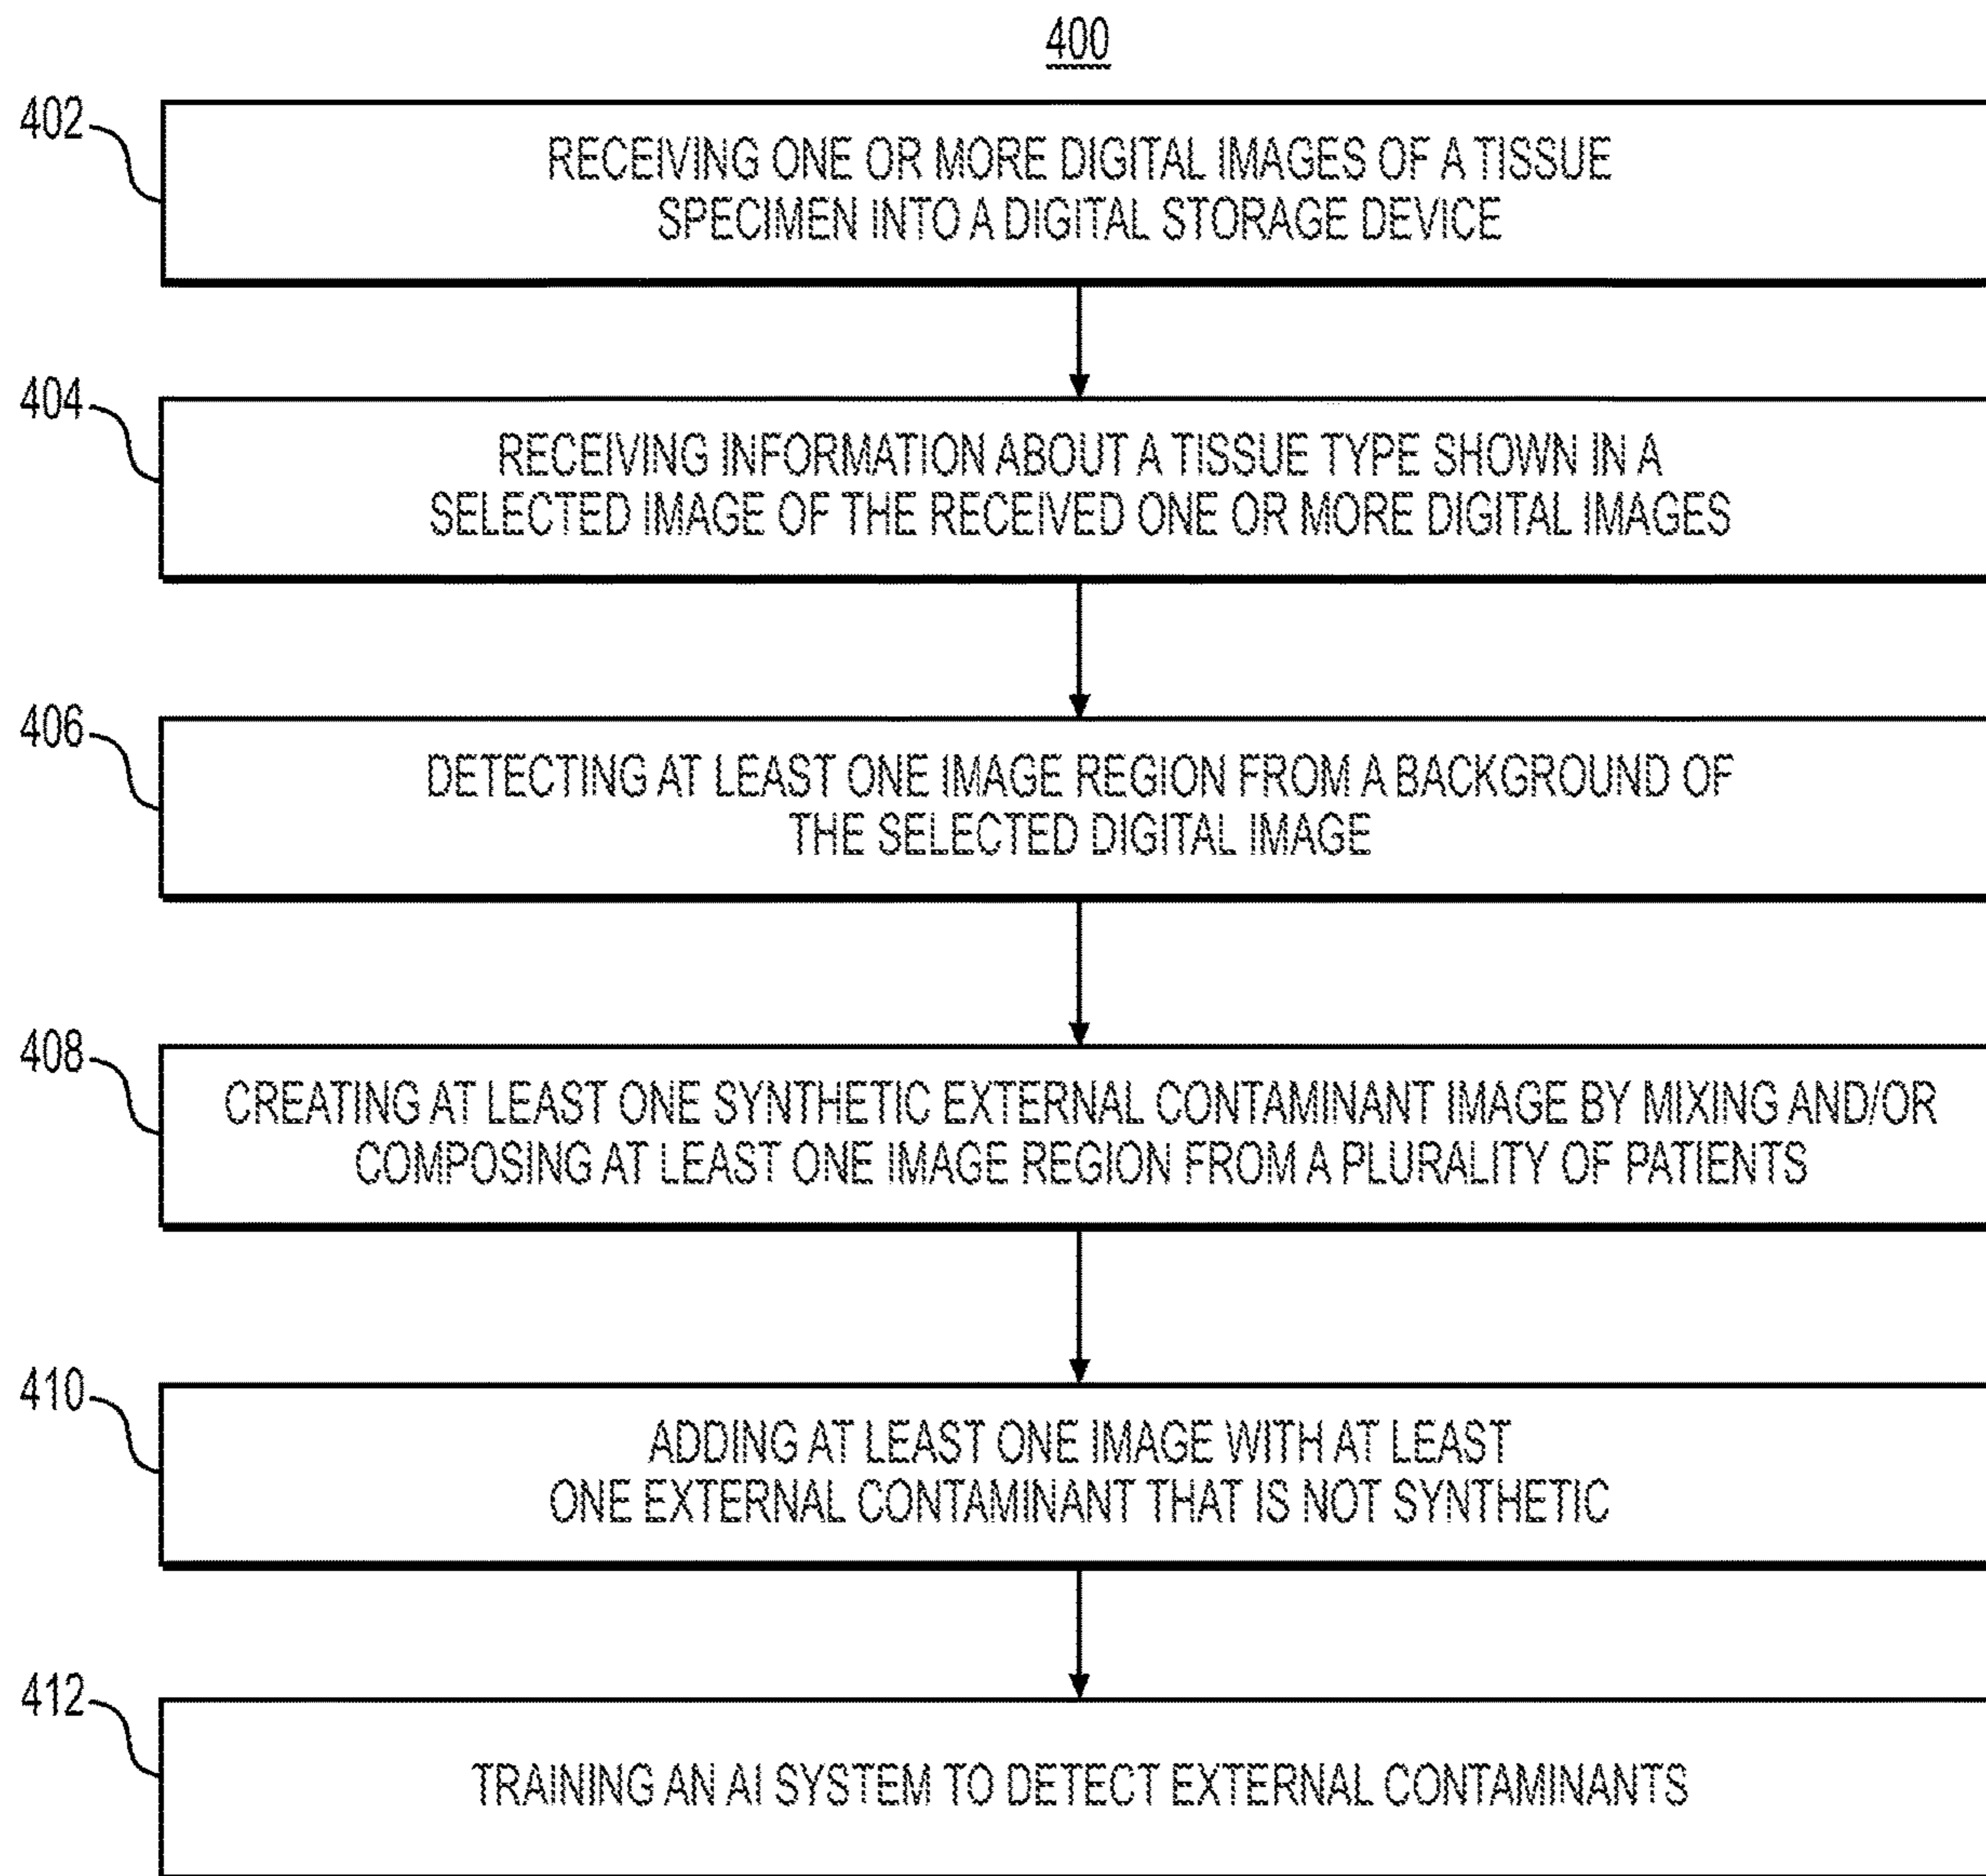 400
402
RECEIVING ONE OR MORE DIGITAL IMAGES OF A TISSUE
SPECIMEN INTO A DIGITAL STORAGE DEVICE
404
RECEIVING INFORMATION ABOUT A TISSUE TYPE SHOWN IN A
SELECTED IMAGE OF THE RECEIVED ONE OR MORE DIGITAL IMAGES
406
DETECTING AT LEAST ONE IMAGE REGION FROM A BACKGROUND OF
THE SELECTED DIGITAL IMAGE
408
CREATING AT LEAST ONE SYNTHETIC EXTERNAL CONTAMINANT IMAGE BY MIXING AND/OR
COMPOSING AT LEAST ONE IMAGE REGION FROM A PLURALITY OF PATIENTS
410
ADDING AT LEAST ONE IMAGE WITH AT LEAST
ONE EXTERNAL CONTAMINANT THAT IS NOT SYNTHETIC
412
TRAINING AN AI SYSTEM TO DETECT EXTERNAL CONTAMINANTS